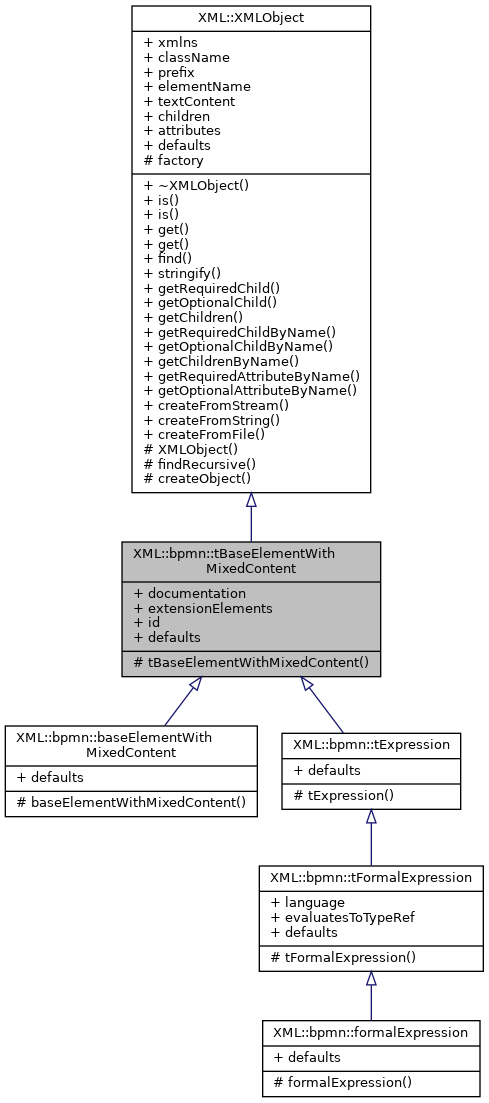 XML::XMLObject
+ xmlns
+ className
+ prefix
+ elementName
+ textContent
+ children
+ attributes
+ defaults
# factory
+ ~XMLObject()
+ is()
+ is()
+ get()
+ get()
+ find()
+ stringify()
+ getRequiredChild()
+ getOptionalChild()
+ getChildren()
+ getRequiredChildByName()
+ getOptionalChildByName()
+ getChildrenByName()
+ getRequiredAttributeByName()
+ getOptionalAttributeByName()
+ createFromStream()
+ createFromString()
+ createFromFile()
# XMLObject()
# findRecursive()
# createObject()
XML::bpmn::tBaseElementWith
MixedContent
+ documentation
+ extensionElements
+ id
+ defaults
# tBaseElementWithMixedContent()
XML::bpmn::baseElementWith
MixedContent
+ defaults
# baseElementWithMixedContent()
XML::bpmn::tExpression
+ defaults
# tExpression()
XML::bpmn::tFormalExpression
+ language
+ evaluatesToTypeRef
+ defaults
# tFormalExpression()
XML::bpmn::formalExpression
+ defaults
# formalExpression()